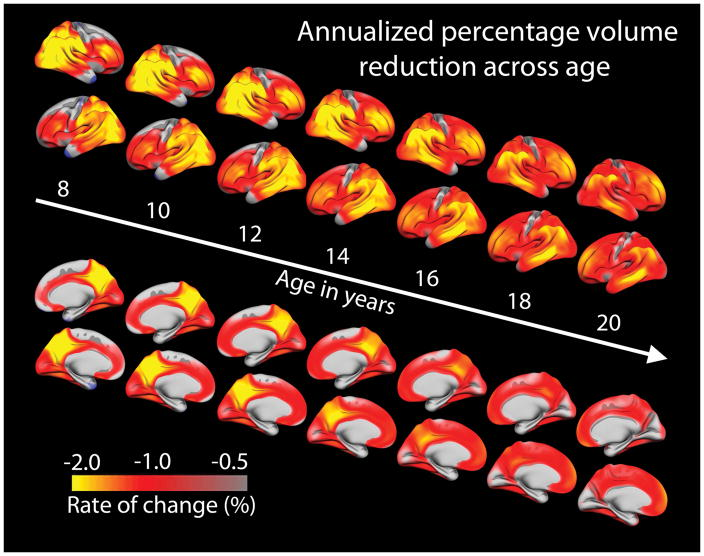 Annualized percentage volume
reduction across age
8
10
12
14
16
18
20
Age in years
-2.0 -1.0 -0.5
Rate of change (%)